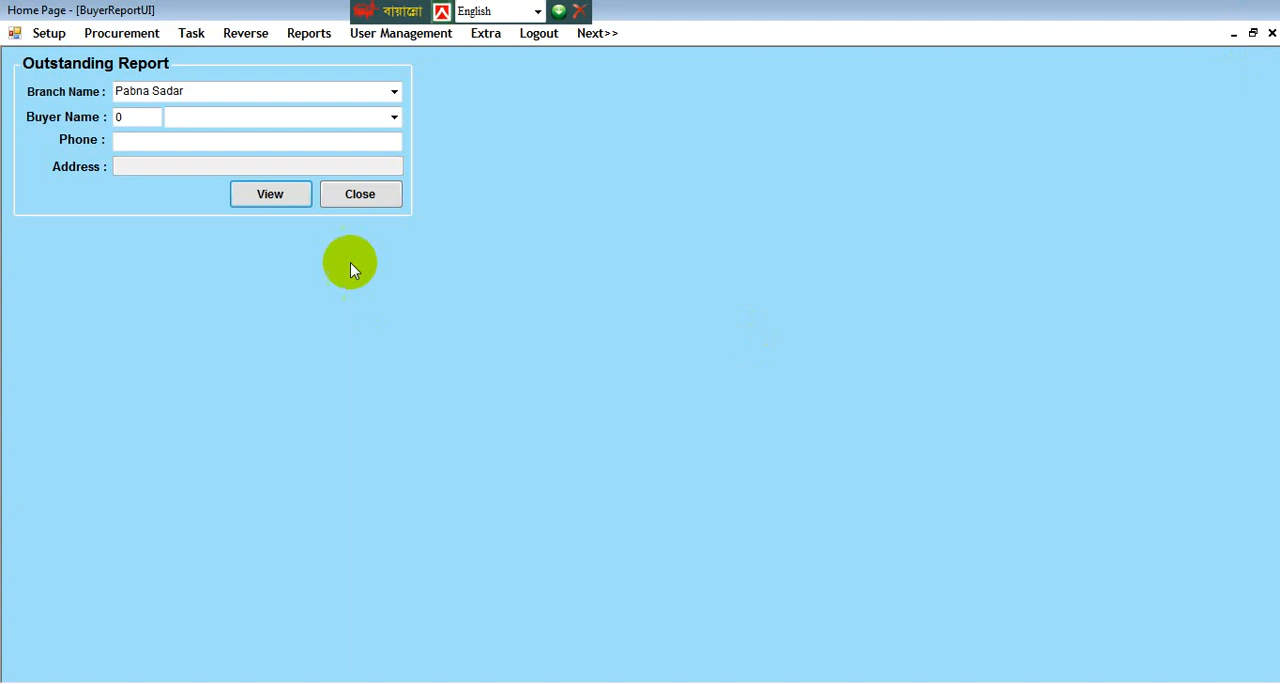 Home Page - [BuyerReportUI]
বায়ান্নো English
Setup Procurement Task Reverse Reports User Management Extra Logout Next>>
Outstanding Report
Branch Name : Pabna Sadar
Buyer Name : 0
Phone :
Address :
View Close